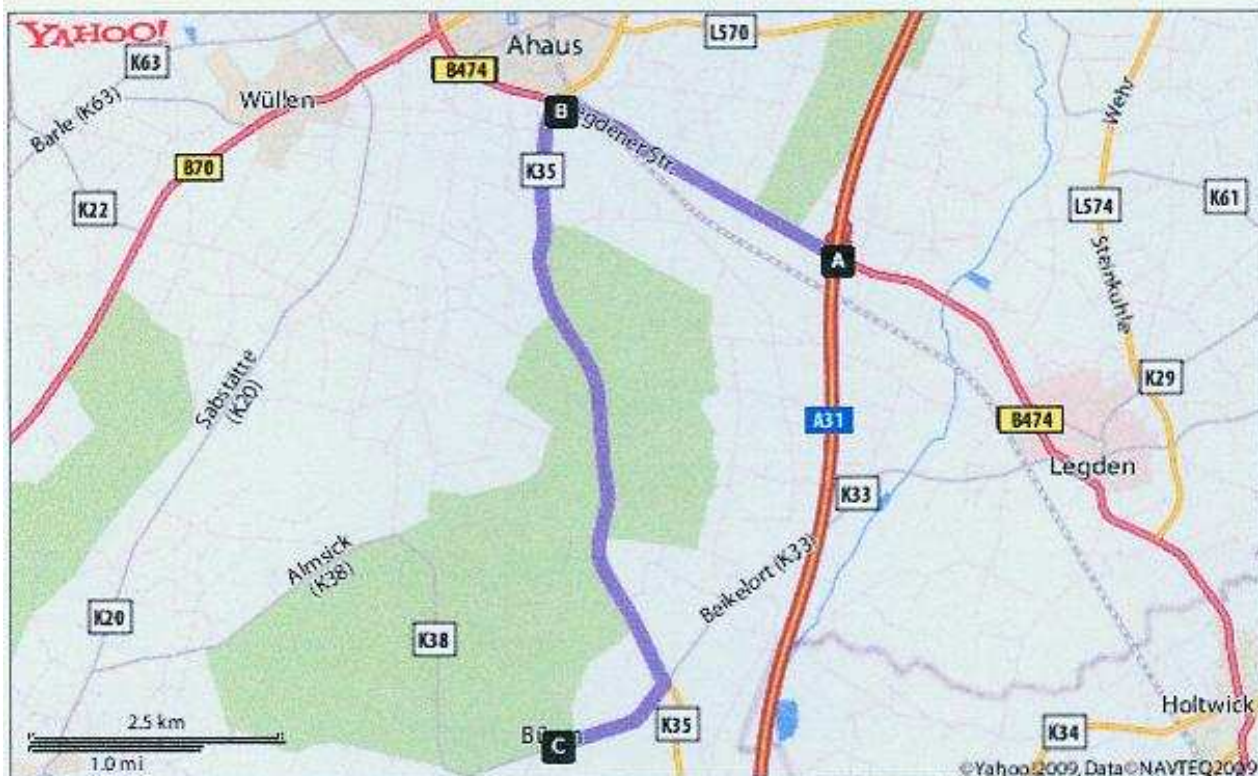 YAHOO!
K63
Ahaus
L570
B474
Wüllen
B
Barle (K63)
Wehr
B70
K35
K22
L574
K61
A
Steinkuhle
K29
Sabstätte
(K20)
A31
B474
Legden
K33
Almsick
(K38)
Beikelort (K33)
K20
K38
C
K35
K34
Holtwick
2.5 km
1.0 mi
©Yahoo!2009, Data©NAVTEQ2009